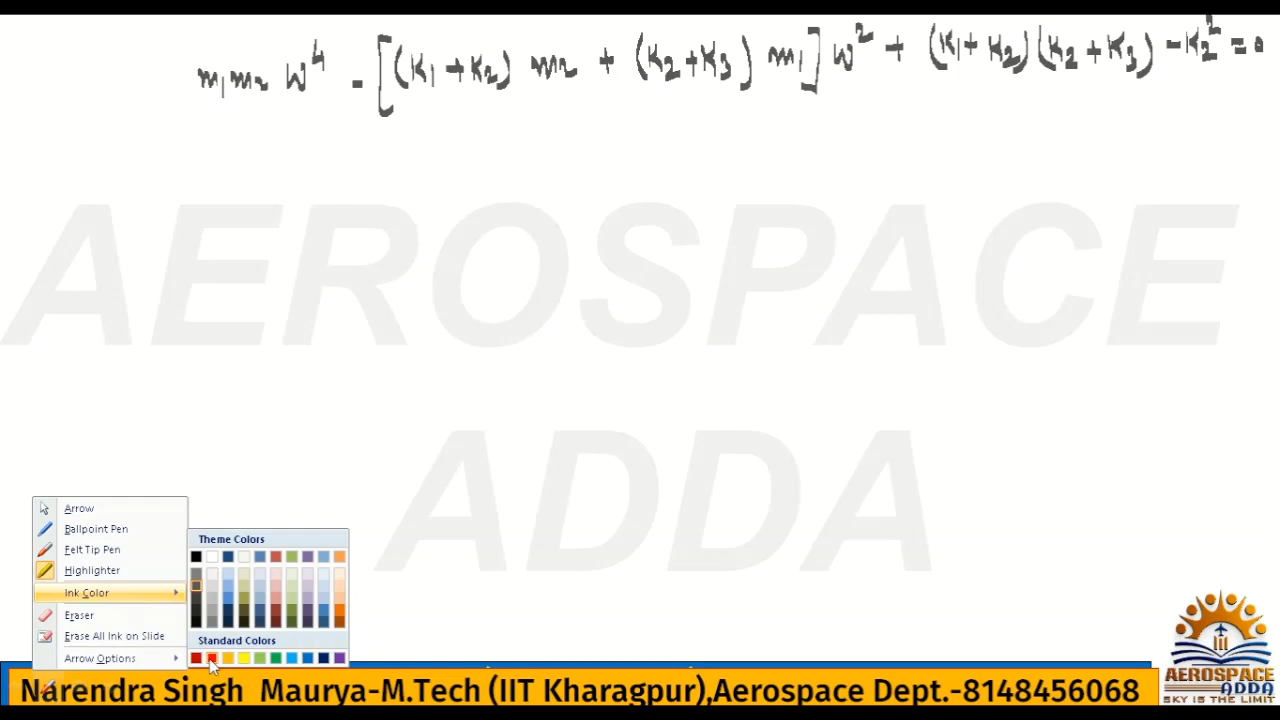 m₁m₂ w⁴ - [(K₁+K₂) m₂ + (K₂+K₃) m₁] w² + (K₁+K₂)(K₂+K₃) - K₂² = 0
AEROSPACE
ADDA
Arrow
Ballpoint Pen
Felt Tip Pen
Highlighter
Ink Color
Eraser
Erase All Ink on Slide
Arrow Options
Theme Colors
Standard Colors
Narendra Singh Maurya-M.Tech (IIT Kharagpur),Aerospace Dept.-8148456068
AEROSPACE
ADDA
SKY IS THE LIMIT